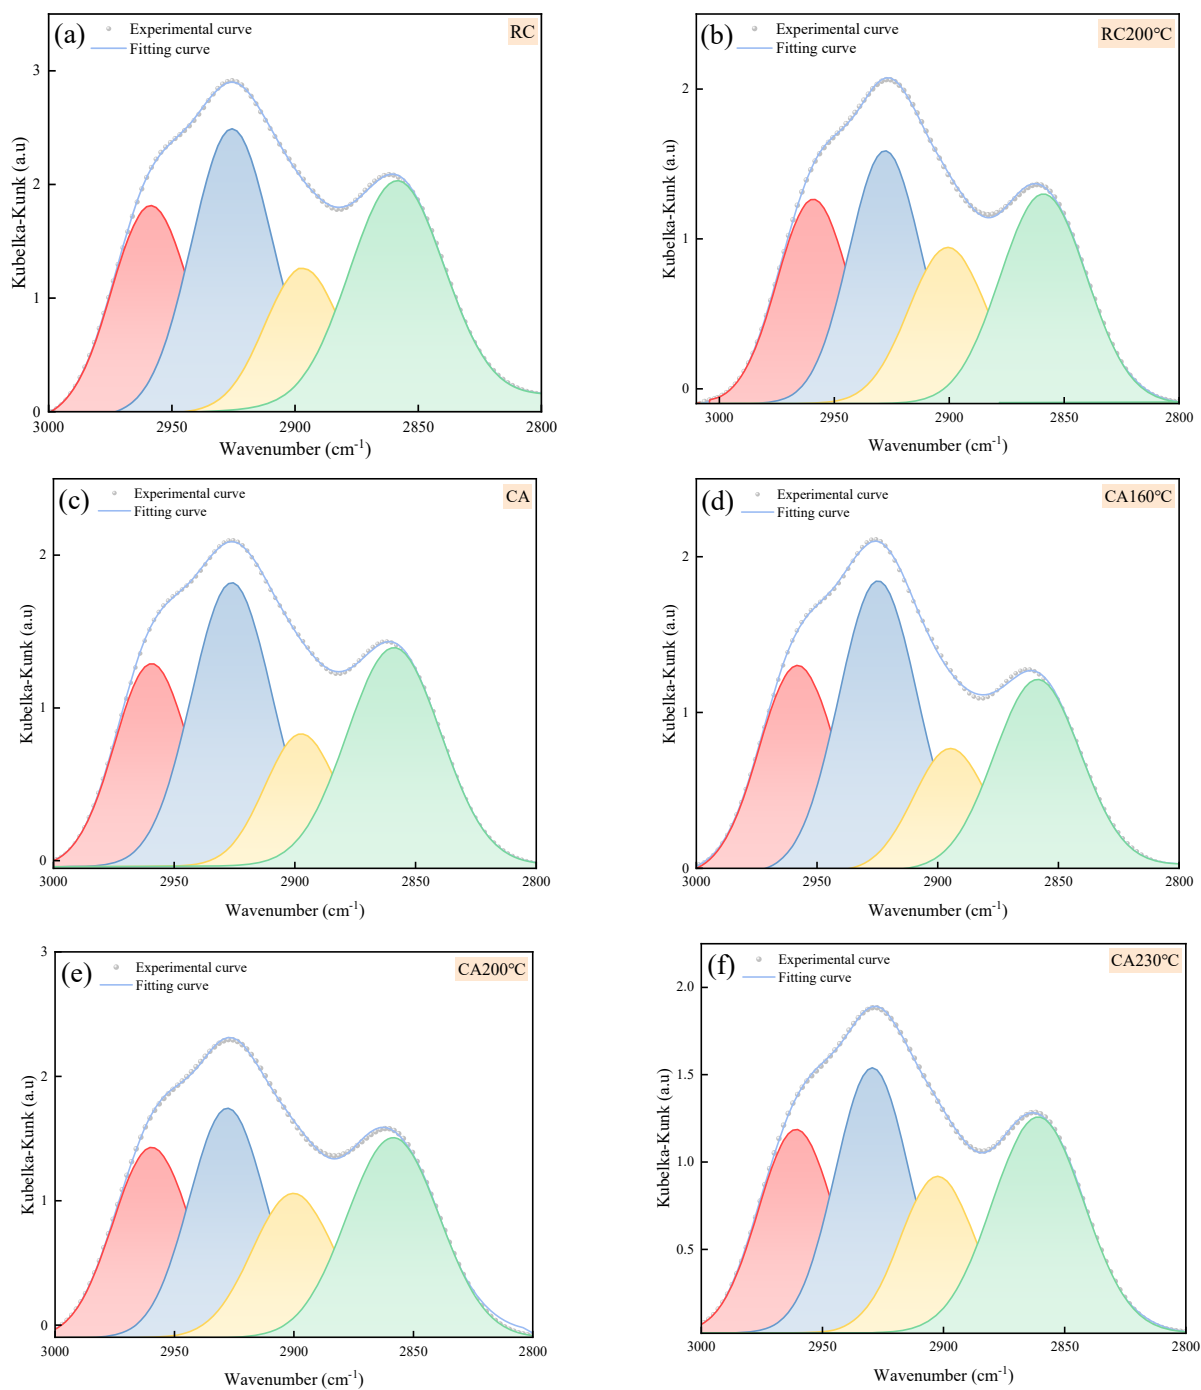 (a)
Experimental curve
Fitting curve
RC
3
2
1
0
Kubelka-Kunk (a.u)
3000
2950
2900
2850
2800
Wavenumber (cm⁻¹)
(b)
Experimental curve
Fitting curve
RC200℃
2
1
0
Kubelka-Kunk (a.u)
3000
2950
2900
2850
2800
Wavenumber (cm⁻¹)
(c)
Experimental curve
Fitting curve
CA
2
1
0
Kubelka-Kunk (a.u)
3000
2950
2900
2850
2800
Wavenumber (cm⁻¹)
(d)
Experimental curve
Fitting curve
CA160℃
2
1
0
Kubelka-Kunk (a.u)
3000
2950
2900
2850
2800
Wavenumber (cm⁻¹)
(e)
Experimental curve
Fitting curve
CA200℃
3
2
1
0
Kubelka-Kunk (a.u)
3000
2950
2900
2850
2800
Wavenumber (cm⁻¹)
(f)
Experimental curve
Fitting curve
CA230℃
2.0
1.5
1.0
0.5
Kubelka-Kunk (a.u)
3000
2950
2900
2850
2800
Wavenumber (cm⁻¹)